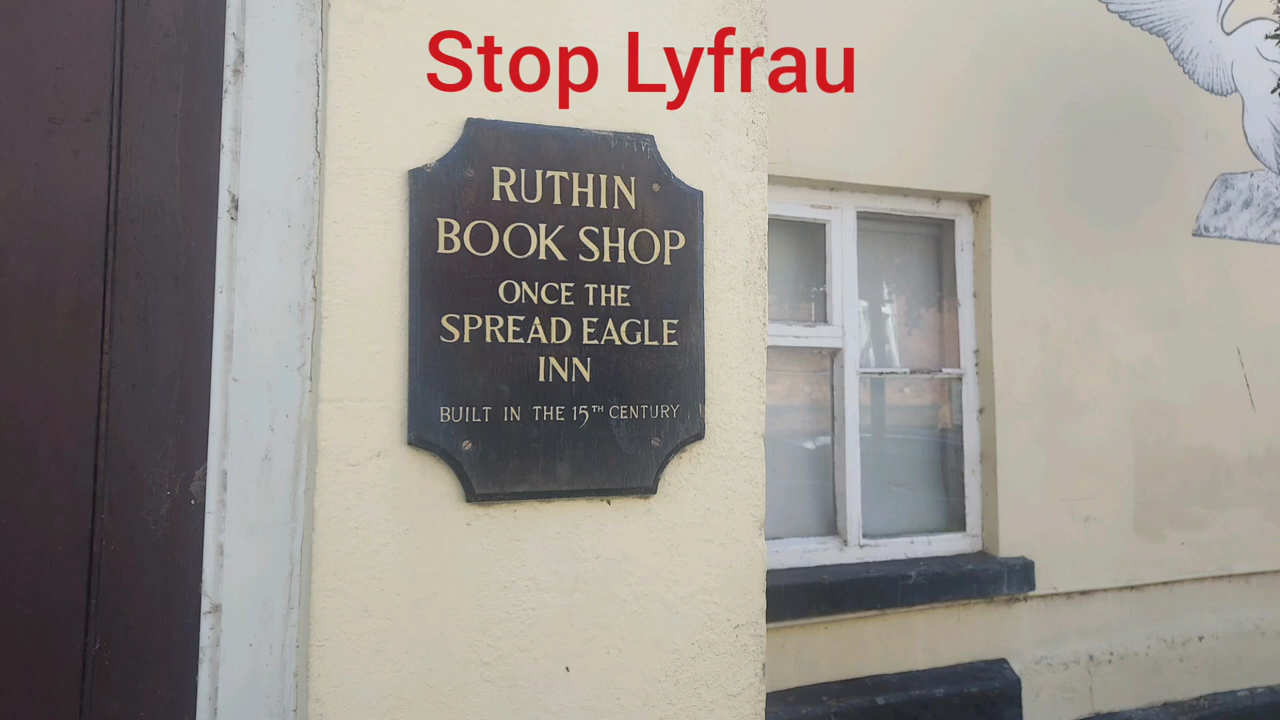 Stop Lyfrau
RUTHIN
BOOK SHOP
ONCE THE
SPREAD EAGLE
INN
BUILT IN THE 15TH CENTURY